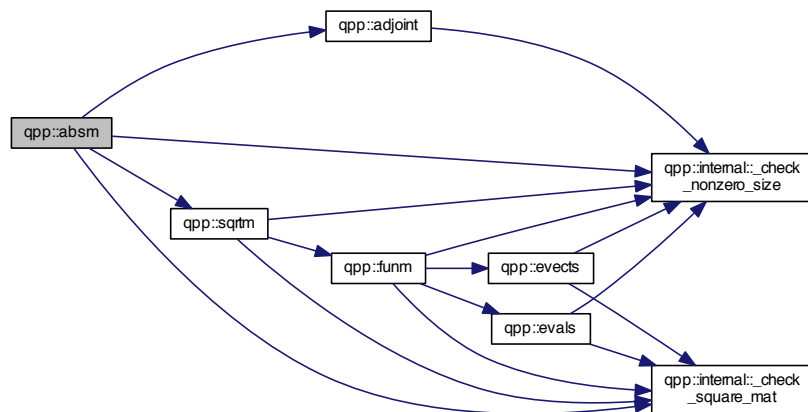 qpp::adjoint
qpp::absm
qpp::internal::_check
_nonzero_size
qpp::sqrtm
qpp::funm
qpp::evects
qpp::evals
qpp::internal::_check
_square_mat